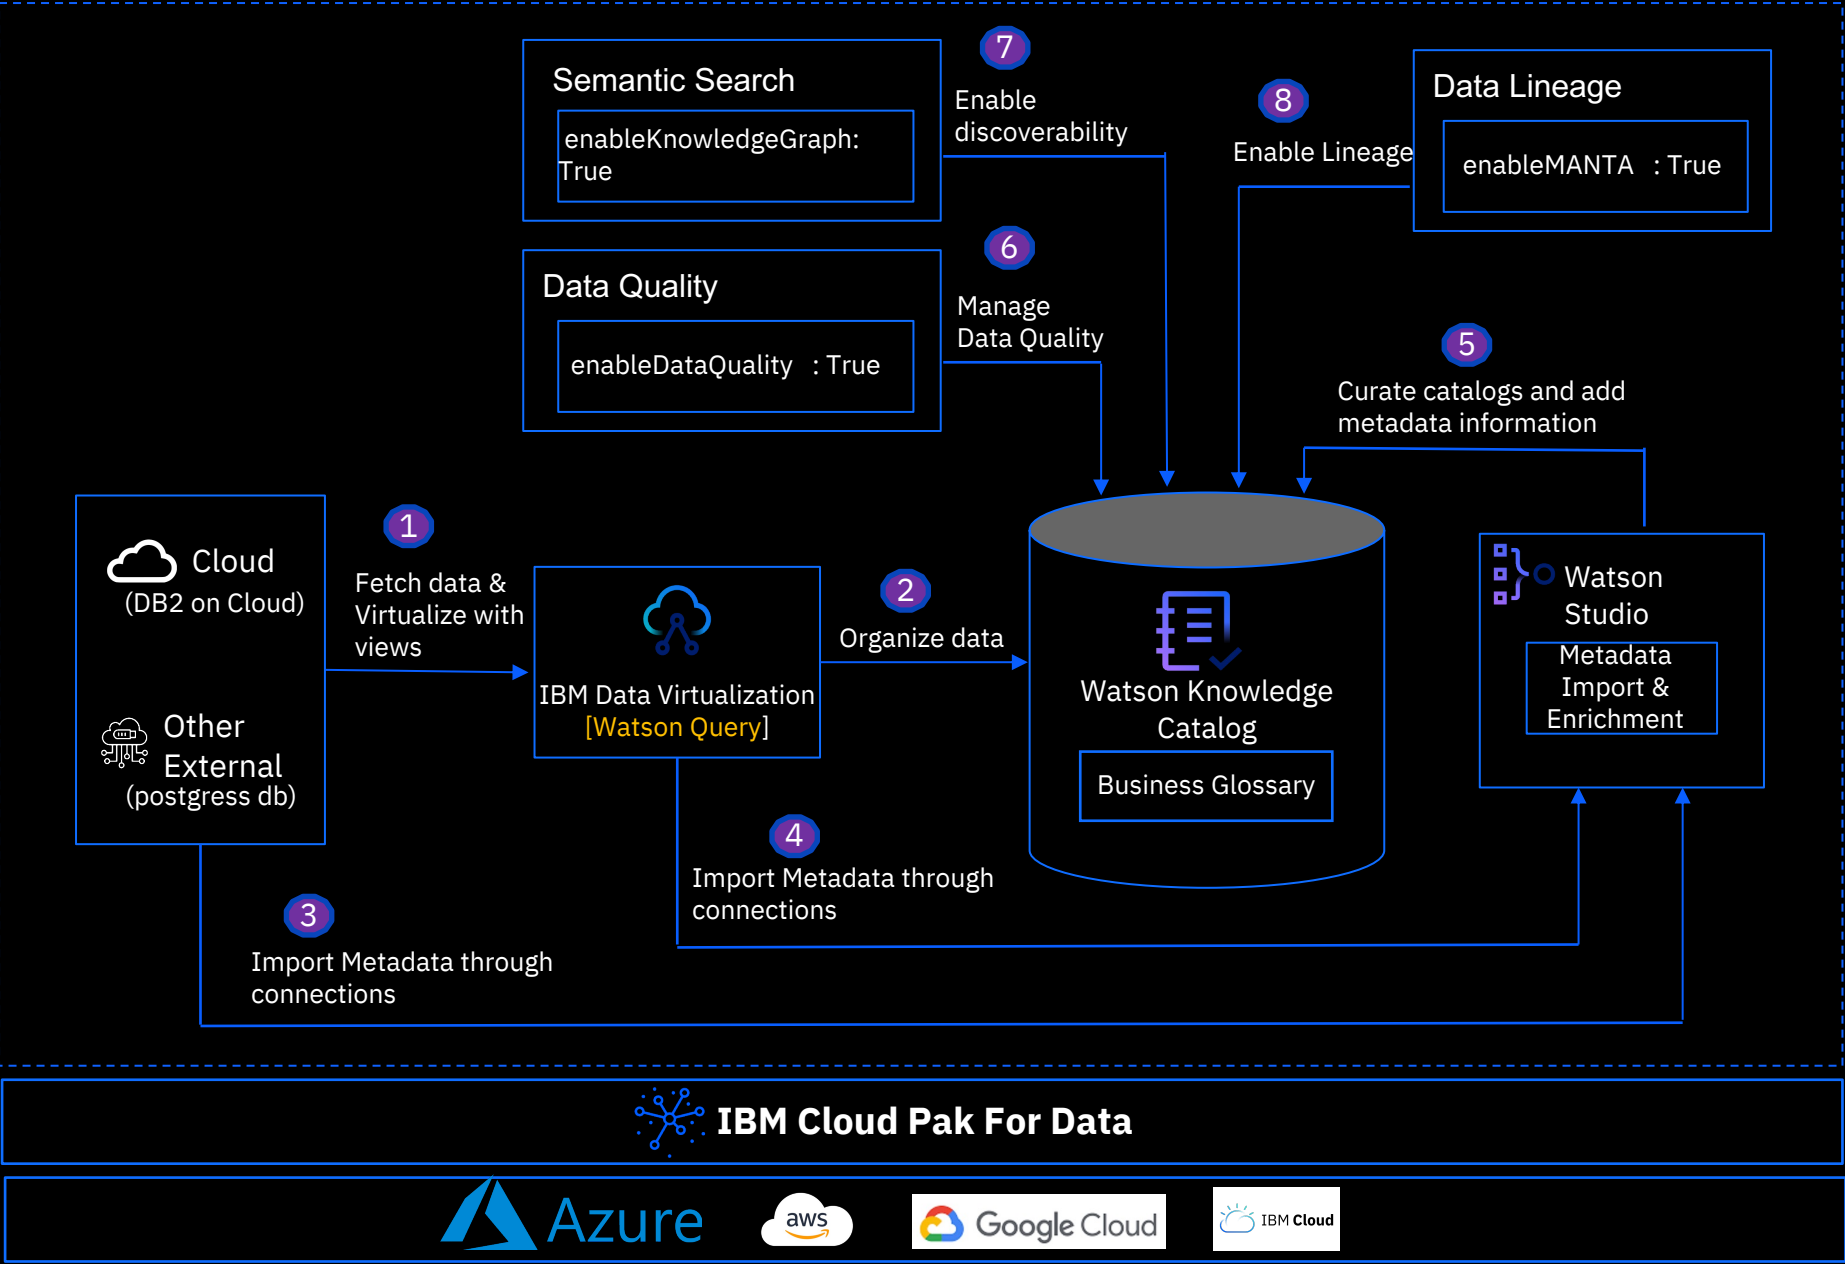 7
Semantic Search
Enable
discoverability
enableKnowledgeGraph:
True
8
Enable Lineage
Data Lineage
enableMANTA : True
6
Data Quality
Manage
Data Quality
enableDataQuality : True
5
Curate catalogs and add
metadata information
Cloud
(DB2 on Cloud)
Other
External
(postgress db)
1
Fetch data &
Virtualize with
views
IBM Data Virtualization
[Watson Query]
2
Organize data
Watson Knowledge
Catalog
Business Glossary
Watson
Studio
Metadata
Import &
Enrichment
4
Import Metadata through
connections
3
Import Metadata through
connections
IBM Cloud Pak For Data
Azure
aws
Google Cloud
IBM Cloud